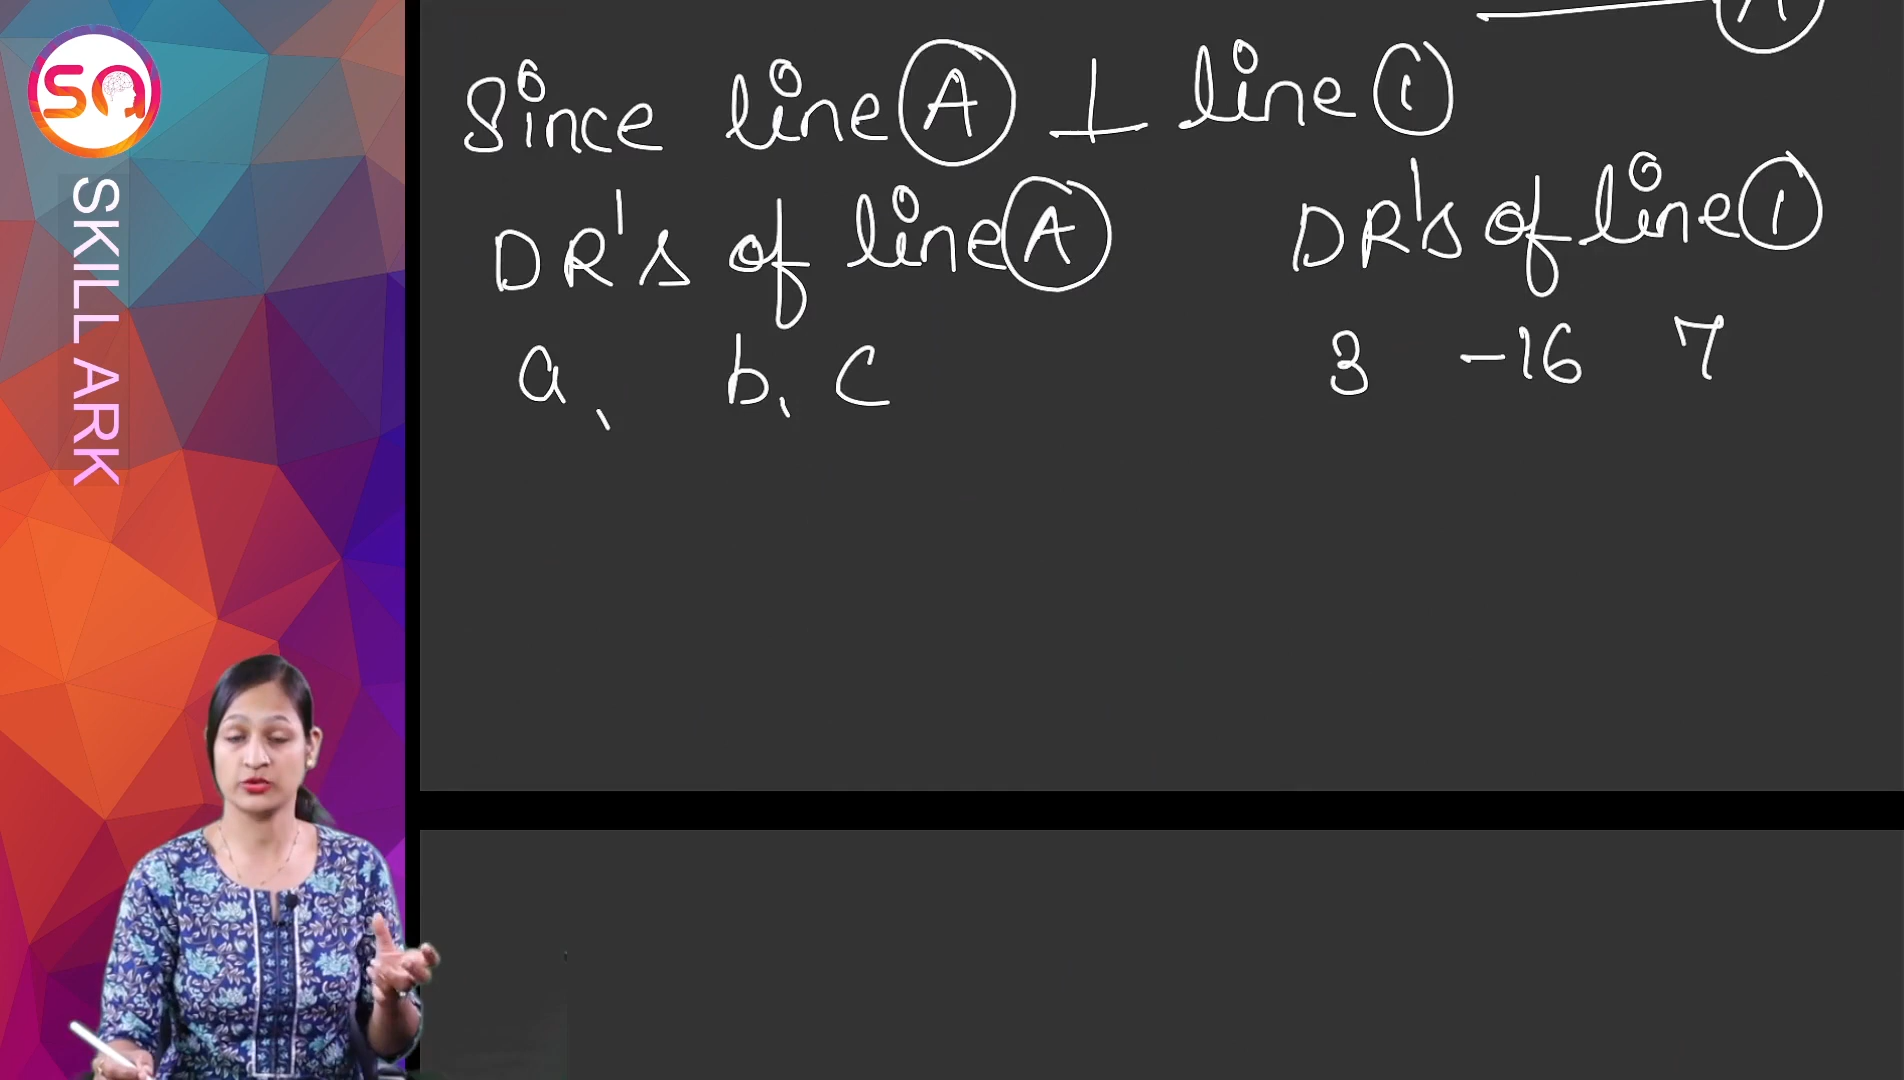 SKILL ARK
A
Since line A ⊥ line 1
DR's of line A DR's of line 1
a, b, c 3 -16 7